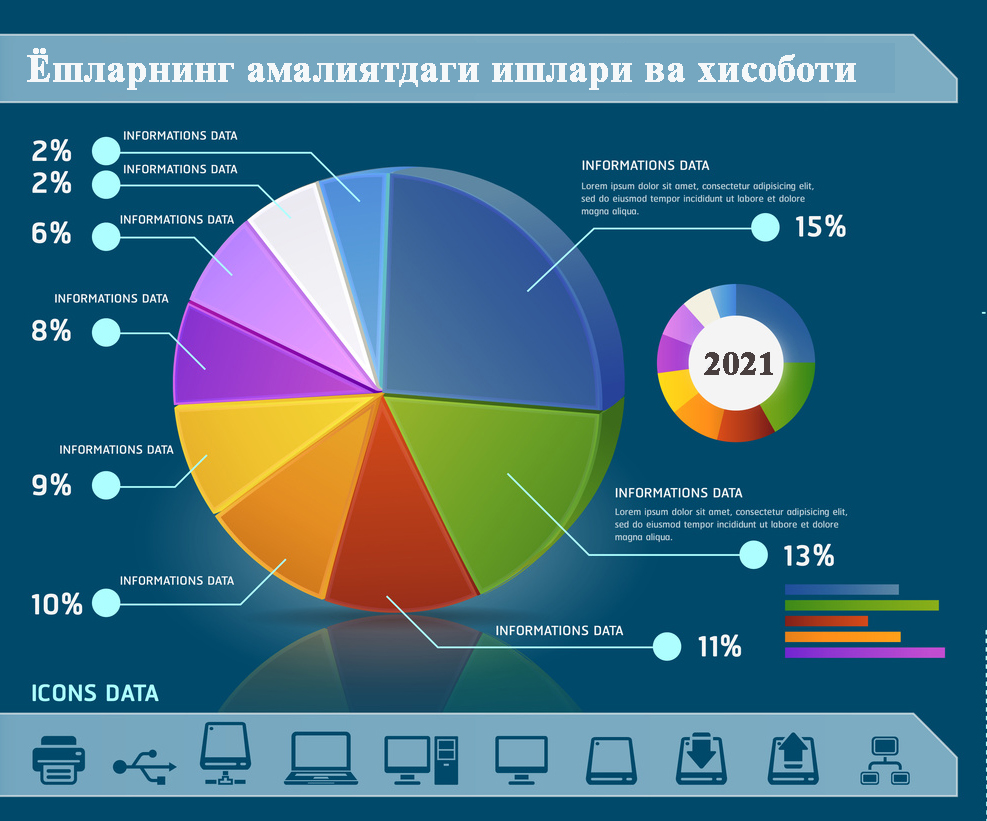 Ёшларнинг амалиятдаги ишлари ва хисоботи
2%
INFORMATIONS DATA
2%
INFORMATIONS DATA
6%
INFORMATIONS DATA
INFORMATIONS DATA
8%
INFORMATIONS DATA
9%
INFORMATIONS DATA
10%
INFORMATIONS DATA
Lorem ipsum dolor sit amet, consectetur adipisicing elit,
sed do eiusmod tempor incididunt ut labore et dolore
magna aliqua.
15%
2021
INFORMATIONS DATA
Lorem ipsum dolor sit amet, consectetur adipisicing elit,
sed do eiusmod tempor incididunt ut labore et dolore
magna aliqua.
13%
INFORMATIONS DATA
11%
ICONS DATA